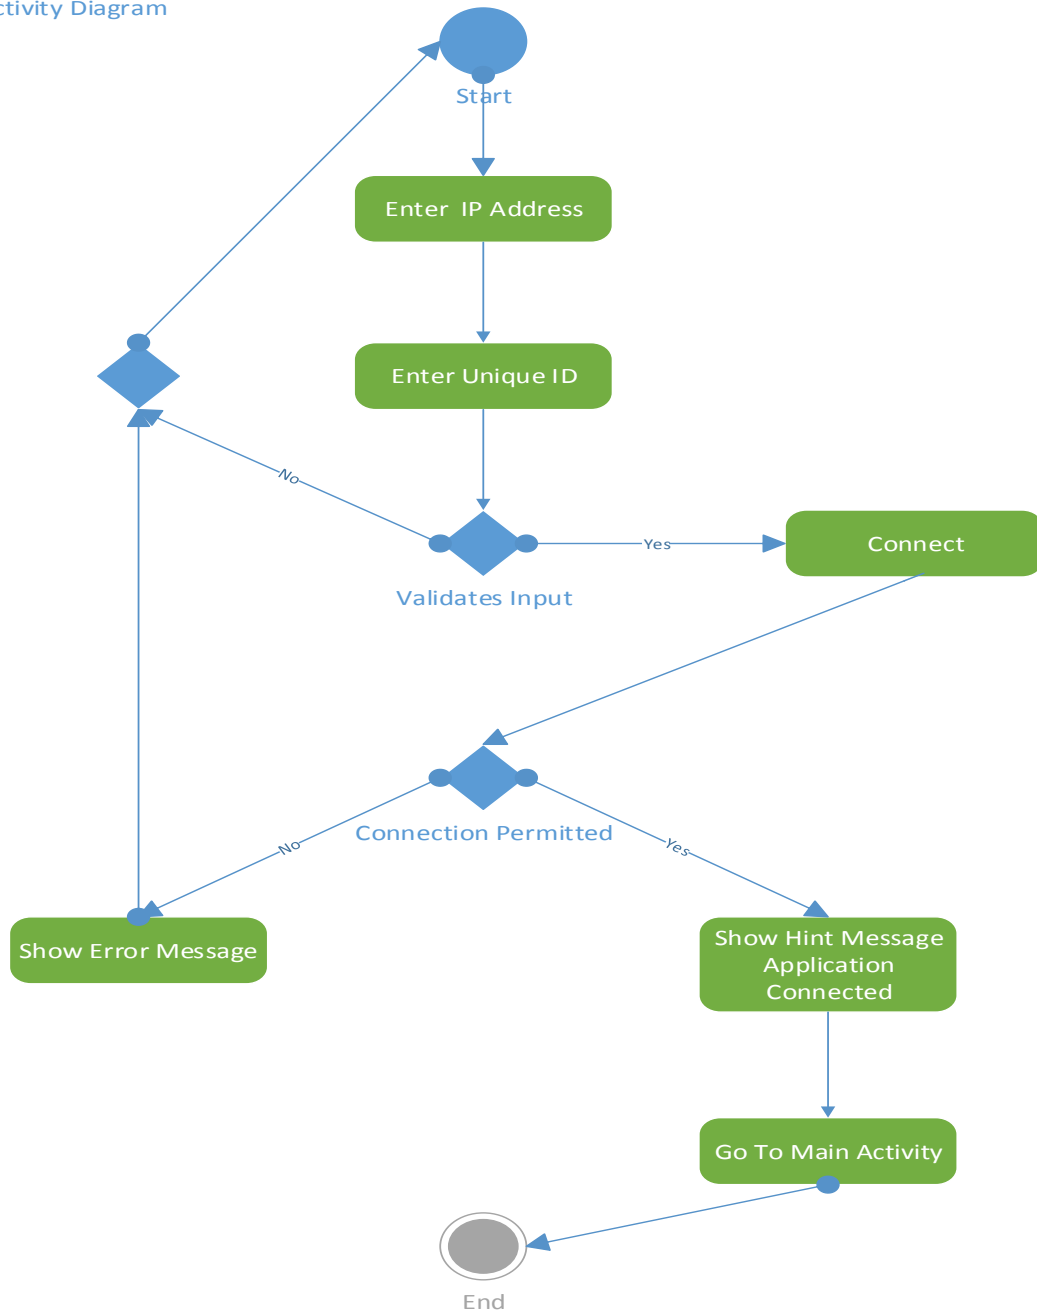 ctivity Diagram
Start
Enter IP Address
Enter Unique ID
No
Yes
Connect
Validates Input
Connection Permitted
No
Yes
Show Error Message
Show Hint Message
Application
Connected
Go To Main Activity
End